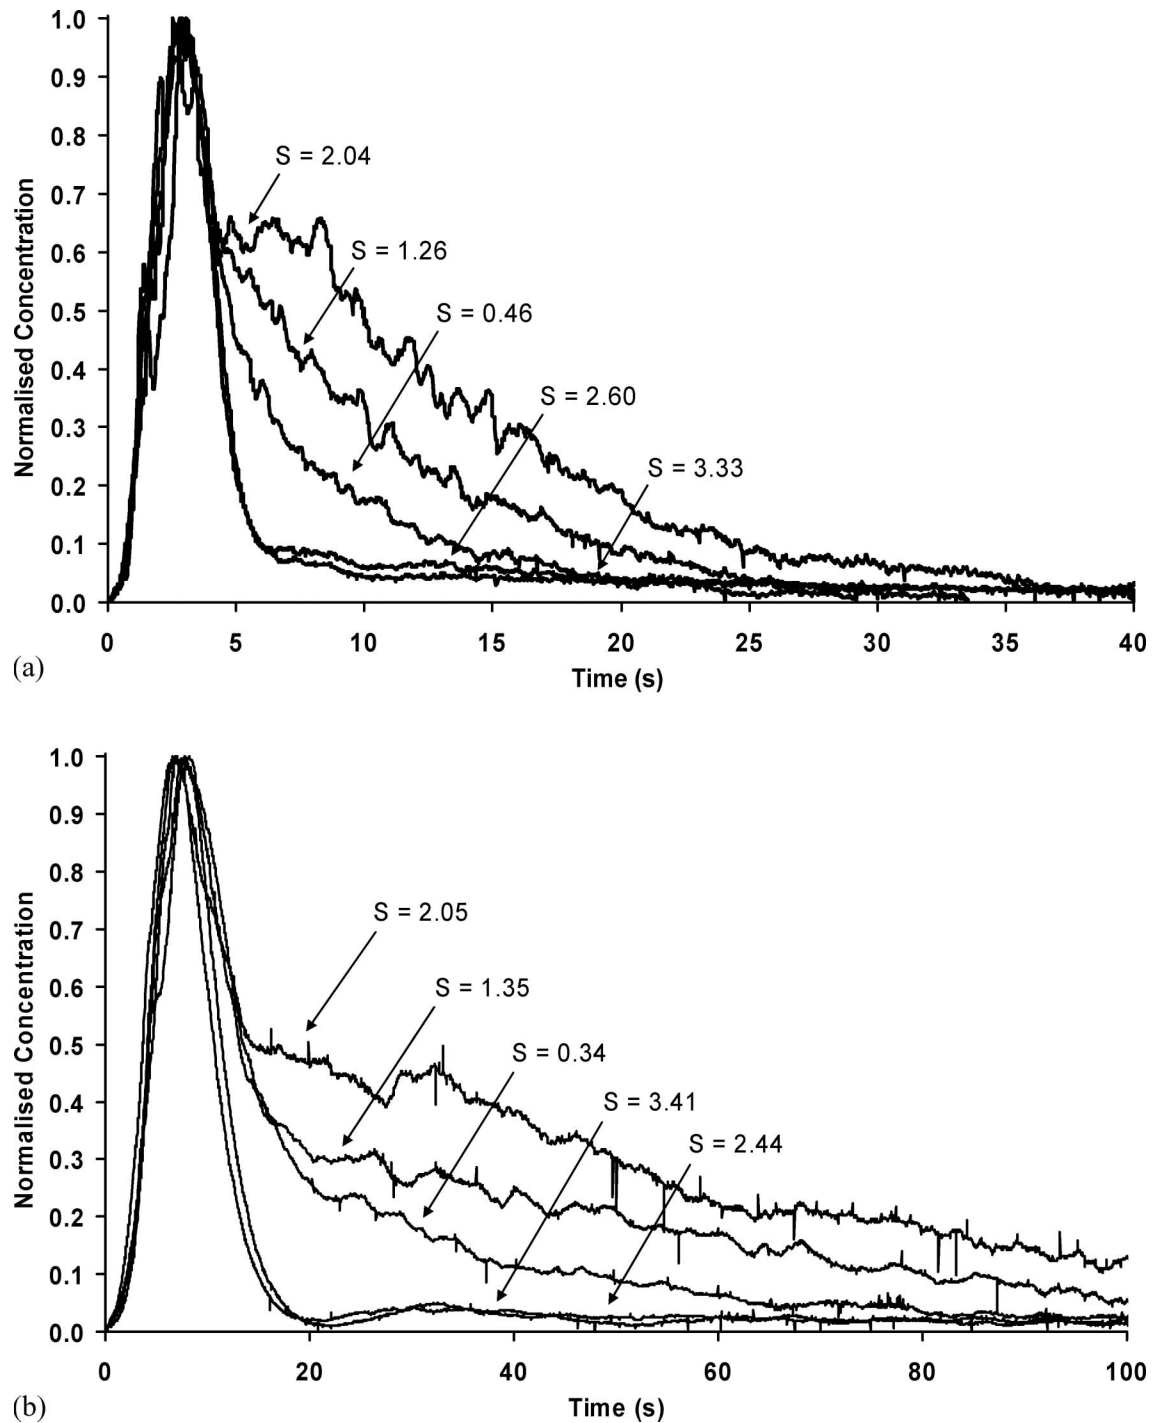 1.0
0.9
0.8
0.7
0.6
0.5
0.4
0.3
0.2
0.1
0.0
Normalised Concentration
S = 2.04
S = 1.26
S = 0.46
S = 2.60
S = 3.33
0 5 10 15 20 25 30 35 40
Time (s)
(a)
1.0
0.9
0.8
0.7
0.6
0.5
0.4
0.3
0.2
0.1
0.0
Normalised Concentration
S = 2.05
S = 1.35
S = 0.34
S = 3.41
S = 2.44
0 20 40 60 80 100
Time (s)
(b)